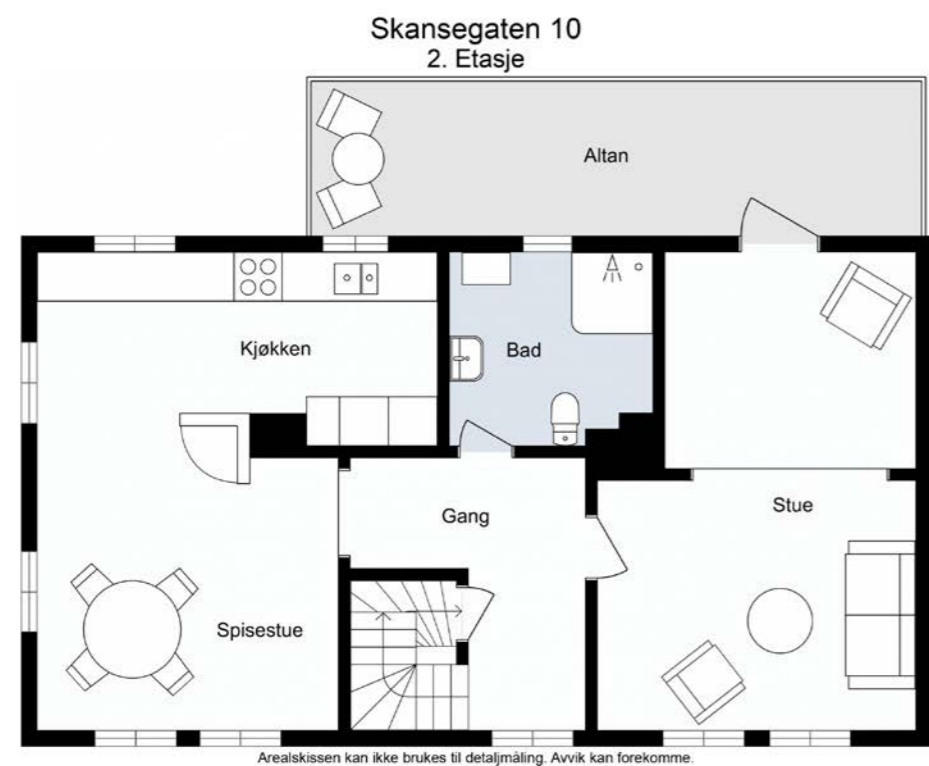 Skansegaten 10
2. Etasje
Altan
Kjøkken
Bad
Gang
Stue
Spisestue
Arealskissen kan ikke brukes til detaljmåling. Avvik kan forekomme.